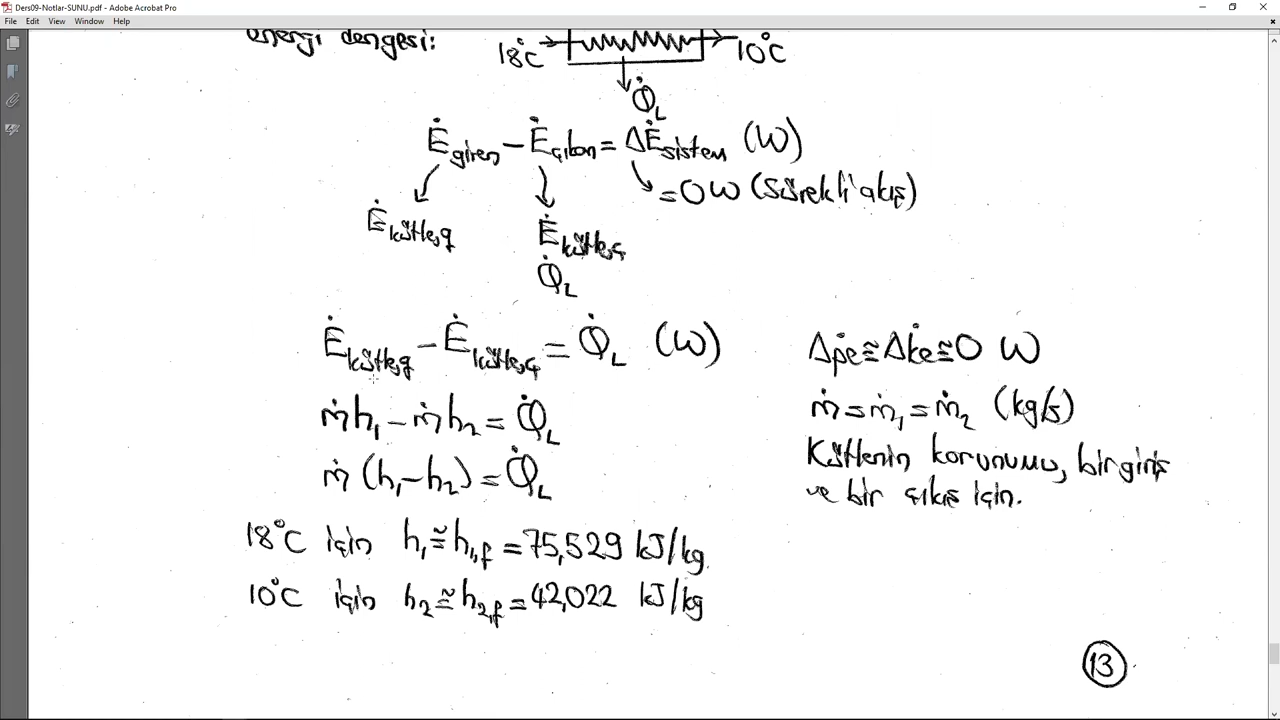 Ders09-Notlar-SUNU.pdf - Adobe Acrobat Pro
File Edit View Window Help
enerji dengesi:
18°C
10°C
Q̇L
Ėgiren - Ėçıkan = ΔĖsistem (W)
= 0 W (Sürekli akış)
Ėkütle,g
Ėkütle,ç
Q̇L
Ėkütle,g - Ėkütle,ç = Q̇L (W)
ṁh1 - ṁh2 = Q̇L
ṁ (h1 - h2) = Q̇L
Δṗe ≅ Δk̇e ≅ 0 W
ṁ = ṁ1 = ṁ2 (kg/s)
Kütlenin korunumu, bir giriş
ve bir çıkış için.
18°C için h1 ≅ h1,f = 75,529 kJ/kg
10°C için h2 ≅ h2,f = 42,022 kJ/kg
13